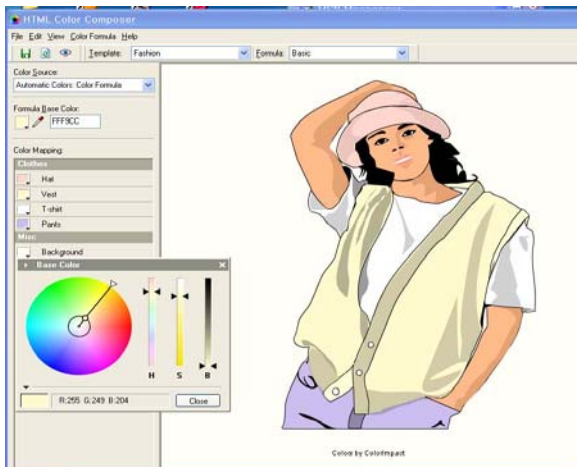 HTML Color Composer
File Edit View Color Formula Help
Template: Fashion Formula: Basic
Color Source:
Automatic Colors: Color Formula
Formula Base Color:
FFF9CC
Color Mapping:
Clothes
Hat
Vest
T-shirt
Pants
Misc
Background
Base Color
H S B
R:255 G:249 B:204 Close
Colors by ColorImpact